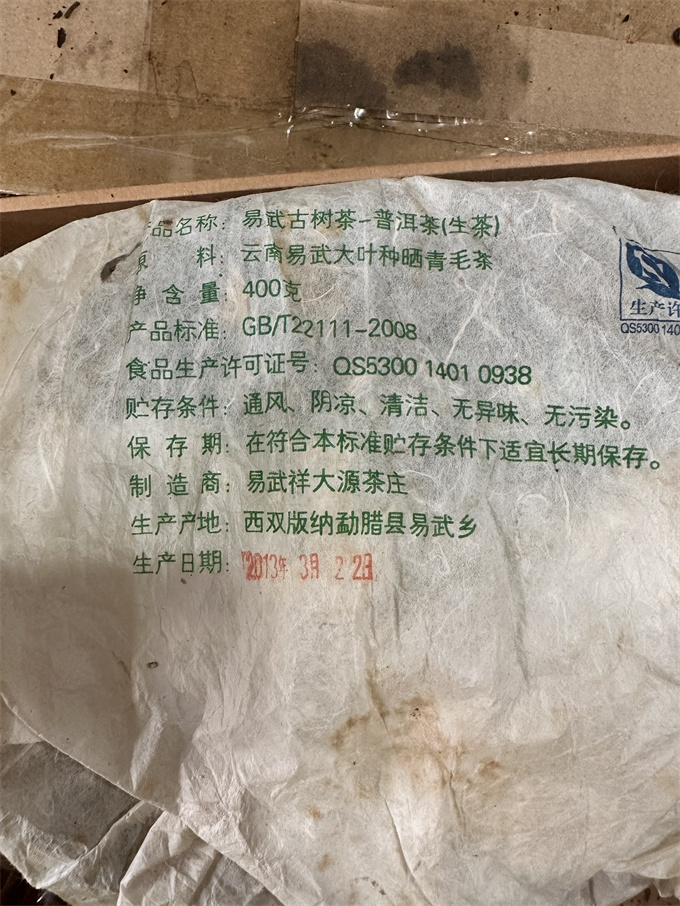 产品名称：易武古树茶-普洱茶(生茶)
原 料：云南易武大叶种晒青毛茶
净含量：400克
产品标准：GB/T22111-2008
食品生产许可证号：QS5300 1401 0938
贮存条件：通风、阴凉、清洁、无异味、无污染。
保存期：在符合本标准贮存条件下适宜长期保存。
制造商：易武祥大源茶庄
生产产地：西双版纳勐腊县易武乡
生产日期：2013年 3月 22日
生产许
QS5300 140